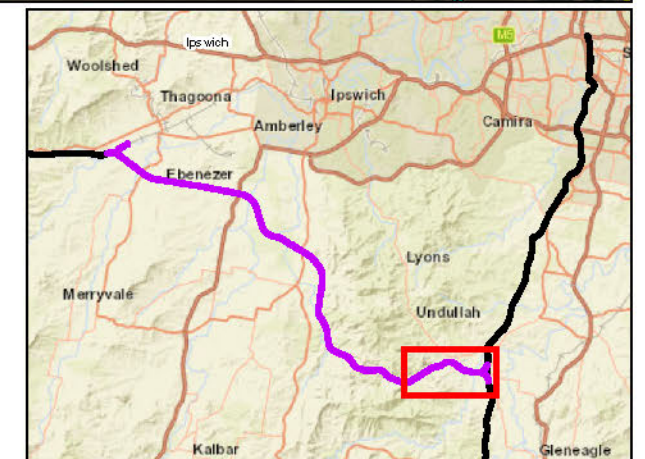 Ipswich
M5
Woolshed
Thagoona
Ipswich
Amberley
Camira
Ebenezer
Lyons
Merryvale
Undullah
Kalbar
Gleneagle